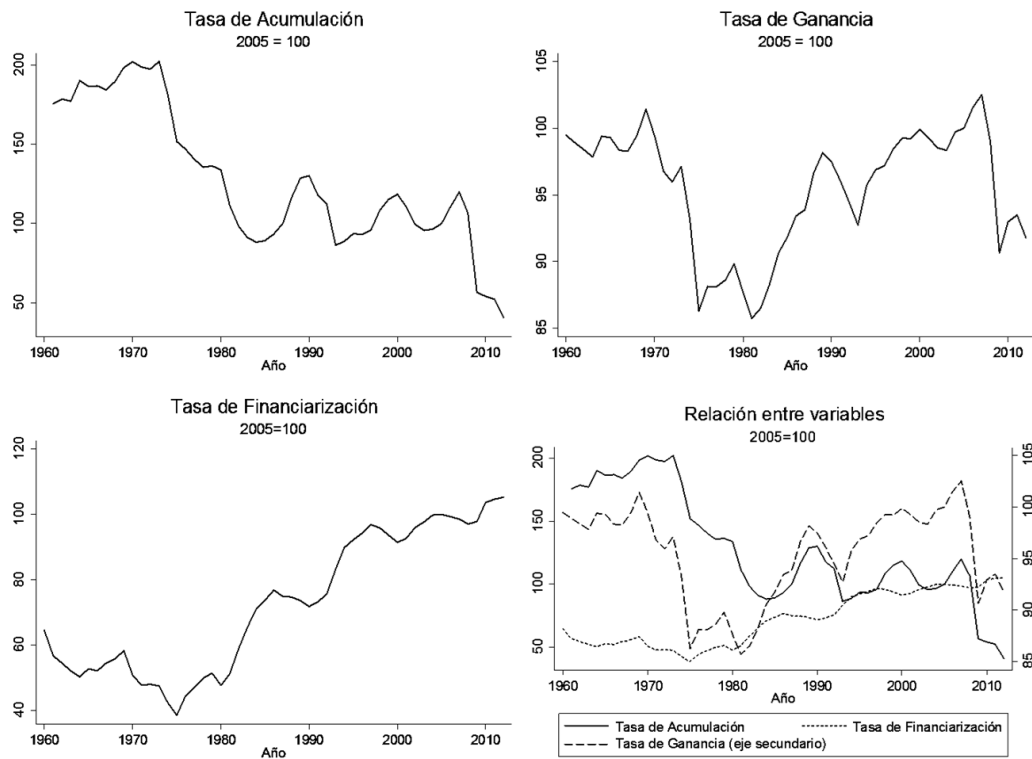 Tasa de Acumulación
2005 = 100
200
150
100
50
1960 1970 1980 1990 2000 2010
Año
Tasa de Ganancia
2005 = 100
105
100
95
90
85
1960 1970 1980 1990 2000 2010
Año
Tasa de Financiarización
2005=100
120
100
80
60
40
1960 1970 1980 1990 2000 2010
Año
Relación entre variables
2005=100
200
150
100
50
105
100
95
90
85
1960 1970 1980 1990 2000 2010
Año
Tasa de Acumulación Tasa de Financiarización
Tasa de Ganancia (eje secundario)